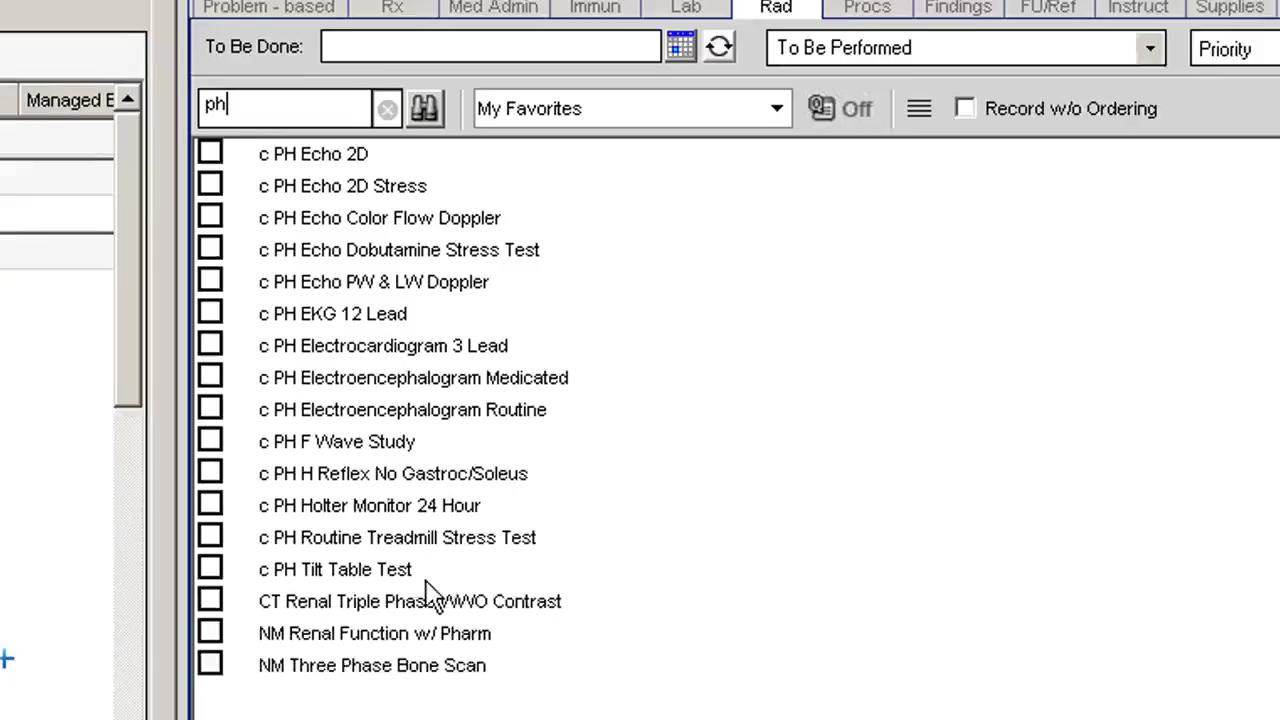 Problem - based Rx Med Admin Immun Lab Rad Procs Findings FU/Ref Instruct Supplies
To Be Done: To Be Performed Priority
Managed E
ph My Favorites Off Record w/o Ordering
c PH Echo 2D
c PH Echo 2D Stress
c PH Echo Color Flow Doppler
c PH Echo Dobutamine Stress Test
c PH Echo PW & LW Doppler
c PH EKG 12 Lead
c PH Electrocardiogram 3 Lead
c PH Electroencephalogram Medicated
c PH Electroencephalogram Routine
c PH F Wave Study
c PH H Reflex No Gastroc/Soleus
c PH Holter Monitor 24 Hour
c PH Routine Treadmill Stress Test
c PH Tilt Table Test
CT Renal Triple Phase W/WO Contrast
NM Renal Function w/ Pharm
NM Three Phase Bone Scan